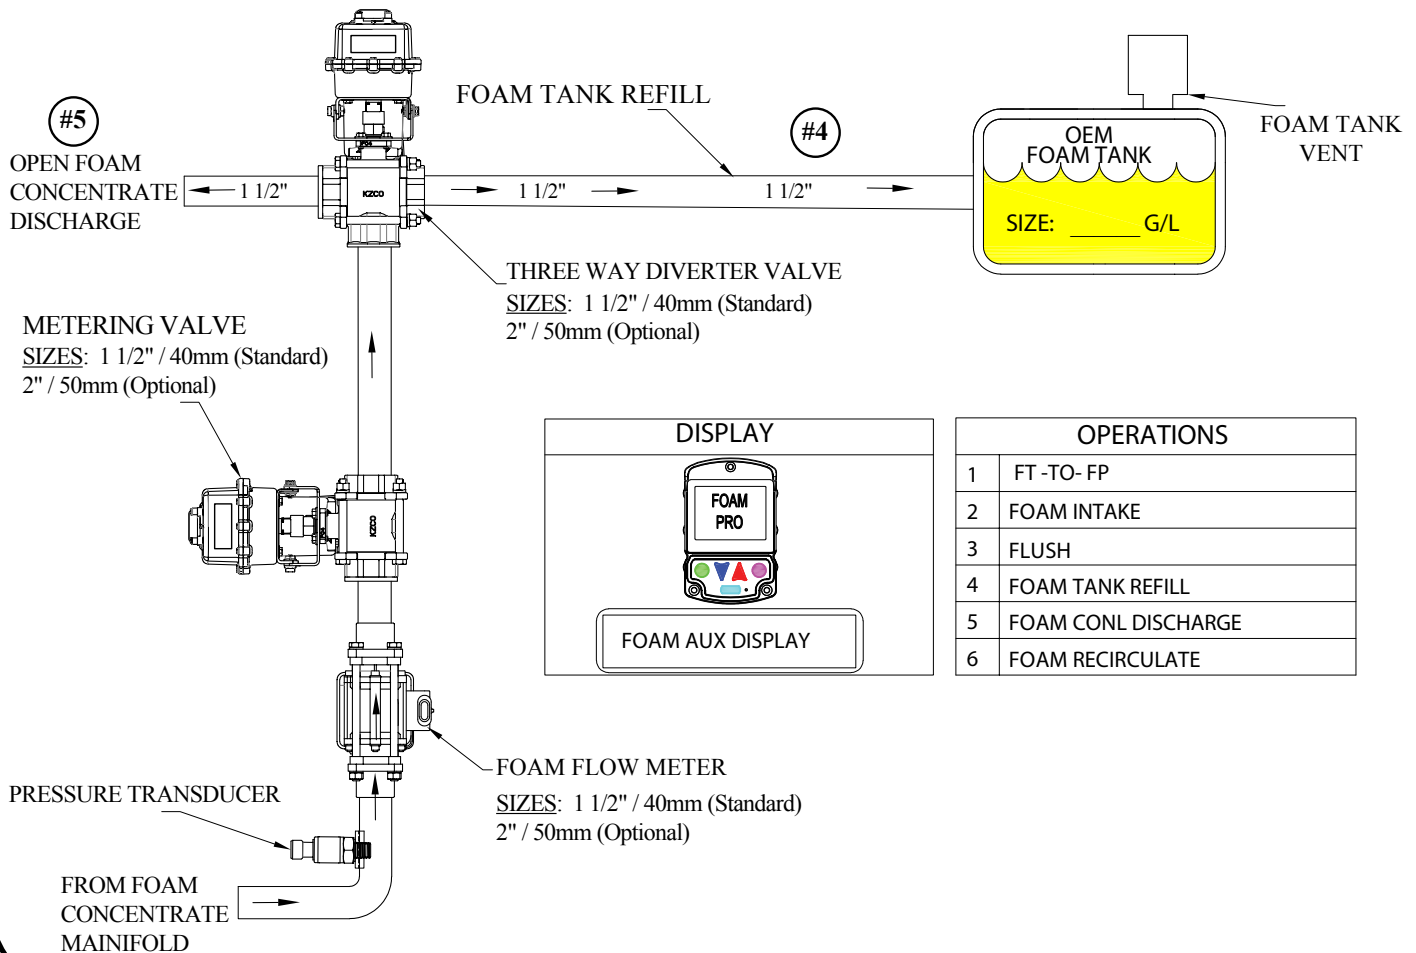 #5
OPEN FOAM
CONCENTRATE
DISCHARGE
1 1/2"
KZCO
FOAM TANK REFILL
#4
1 1/2"
1 1/2"
OEM
FOAM TANK
SIZE: ______ G/L
FOAM TANK
VENT
THREE WAY DIVERTER VALVE
SIZES: 1 1/2" / 40mm (Standard)
2" / 50mm (Optional)
METERING VALVE
SIZES: 1 1/2" / 40mm (Standard)
2" / 50mm (Optional)
KZCO
DISPLAY
FOAM
PRO
FOAM AUX DISPLAY
OPERATIONS
1 FT -TO- FP
2 FOAM INTAKE
3 FLUSH
4 FOAM TANK REFILL
5 FOAM CONL DISCHARGE
6 FOAM RECIRCULATE
FOAM FLOW METER
SIZES: 1 1/2" / 40mm (Standard)
2" / 50mm (Optional)
PRESSURE TRANSDUCER
FROM FOAM
CONCENTRATE
MAINIFOLD